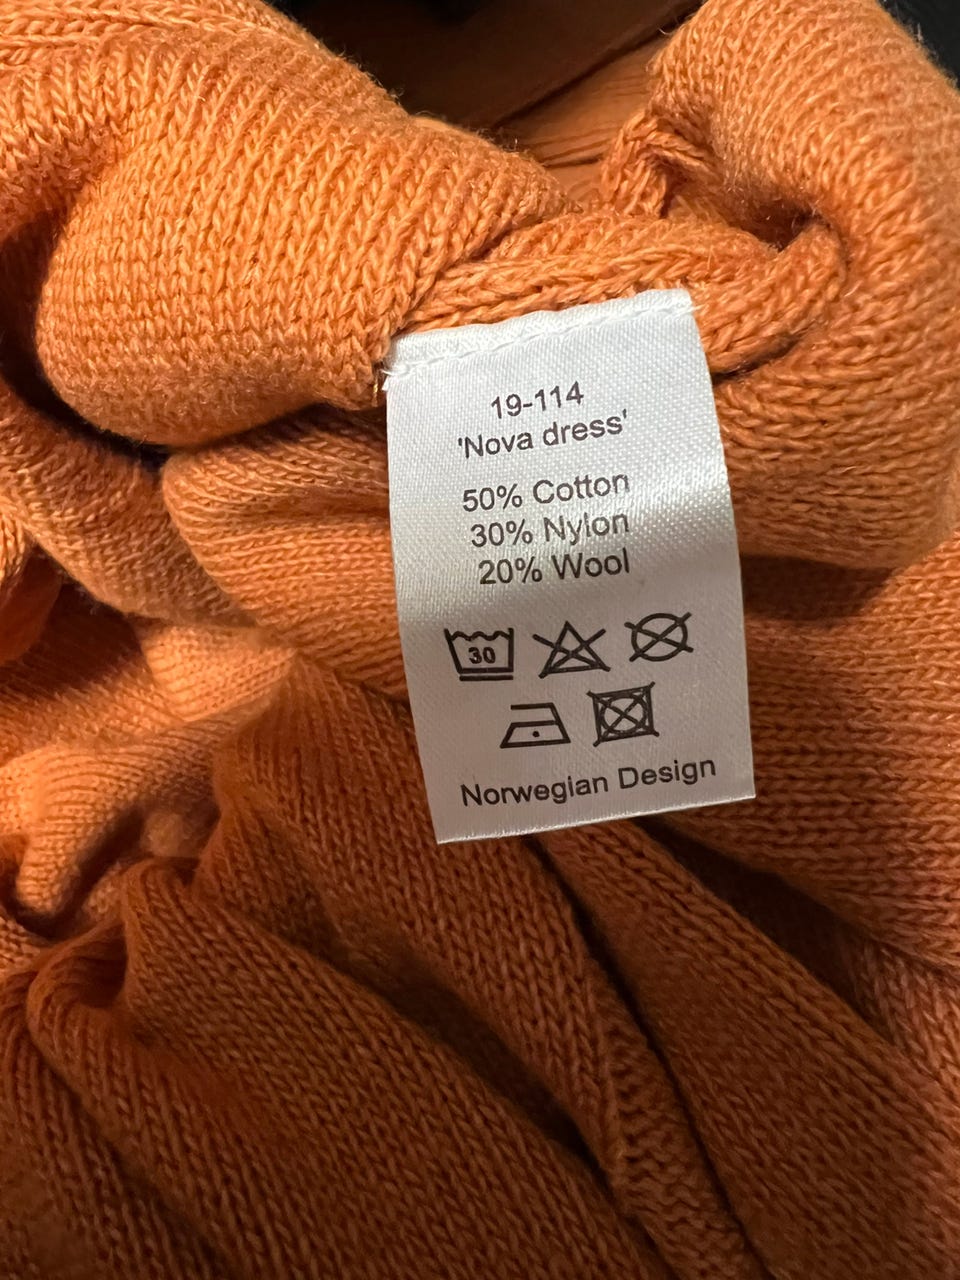 19-114
'Nova dress'
50% Cotton
30% Nylon
20% Wool
30
Norwegian Design